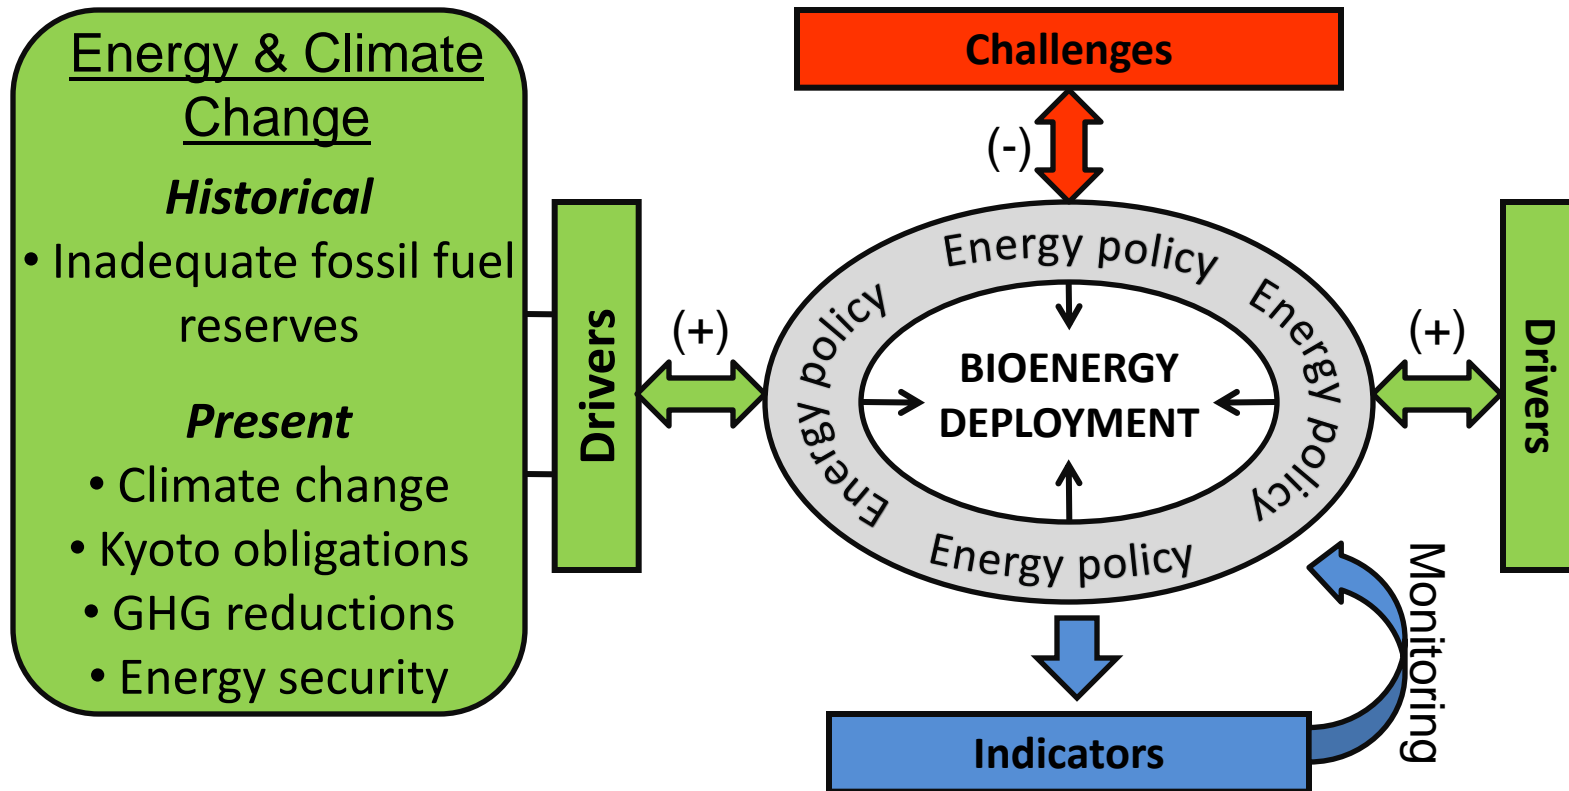 Energy & Climate
Change
Historical
• Inadequate fossil fuel
reserves
Present
• Climate change
• Kyoto obligations
• GHG reductions
• Energy security
Drivers
(+)
Challenges
(-)
Energy policy
Energy policy
Energy policy
Energy policy
BIOENERGY
DEPLOYMENT
(+)
Drivers
Monitoring
Indicators